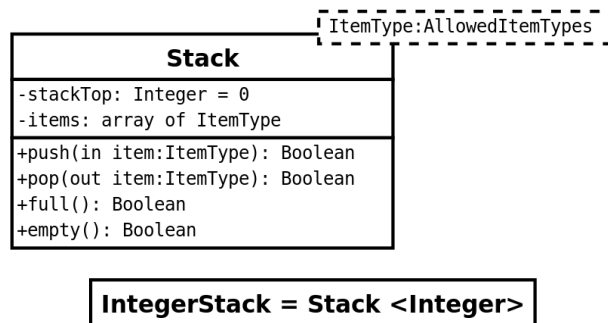 ItemType:AllowedItemTypes
Stack
-stackTop: Integer = 0
-items: array of ItemType
+push(in item:ItemType): Boolean
+pop(out item:ItemType): Boolean
+full(): Boolean
+empty(): Boolean
IntegerStack = Stack <Integer>